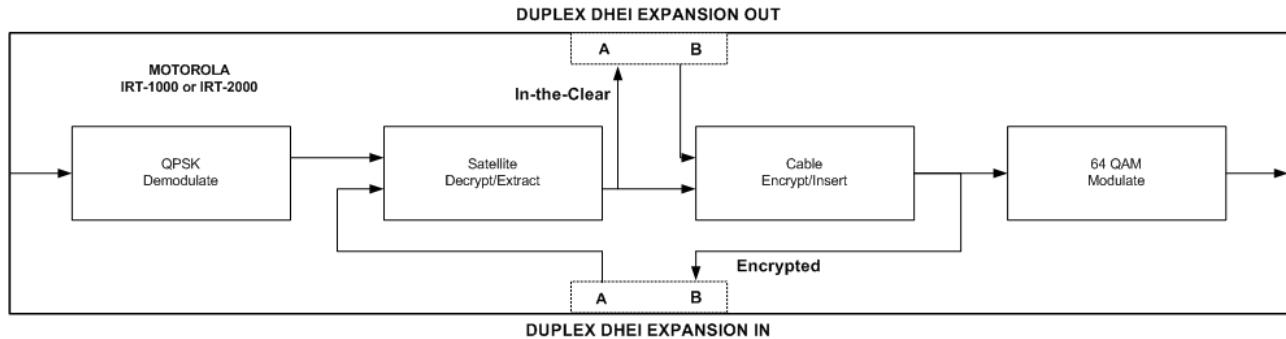 DUPLEX DHEI EXPANSION OUT
A B
MOTOROLA
IRT-1000 or IRT-2000
In-the-Clear
QPSK
Demodulate
Satellite
Decrypt/Extract
Cable
Encrypt/Insert
64 QAM
Modulate
Encrypted
A B
DUPLEX DHEI EXPANSION IN